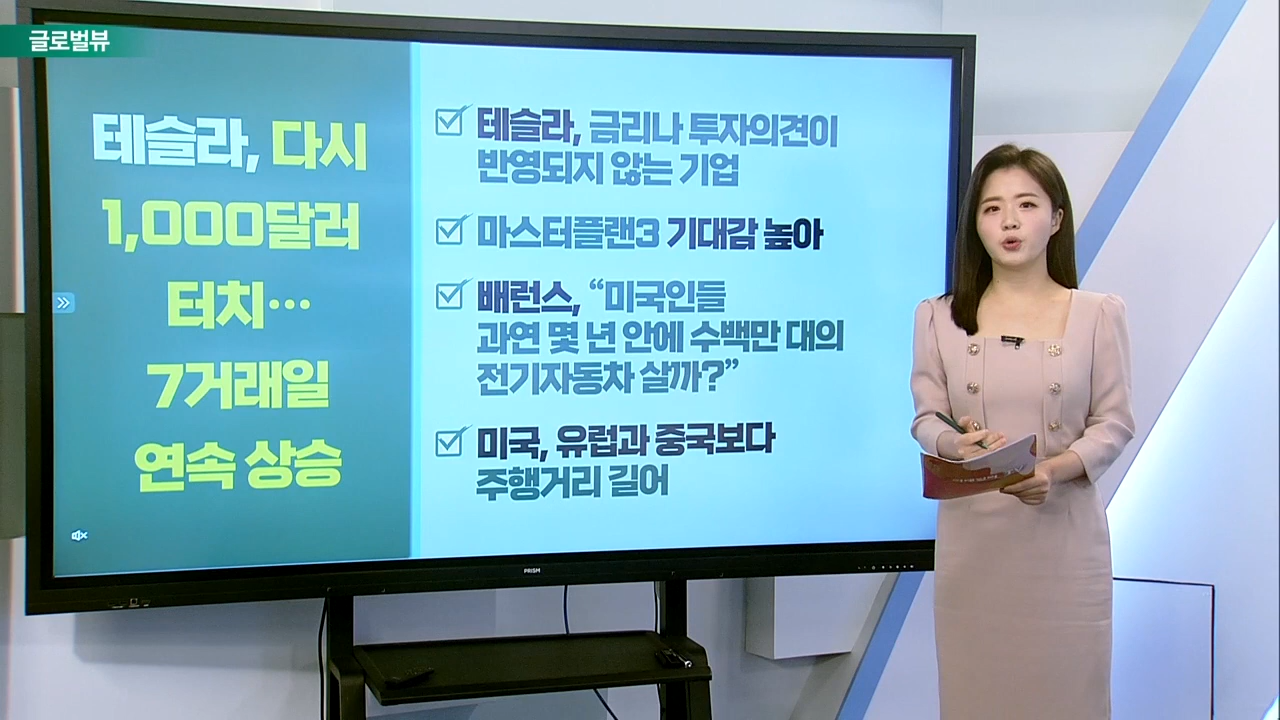 글로벌뷰
테슬라, 다시
1,000달러
터치…
7거래일
연속 상승
테슬라, 금리나 투자의견이
반영되지 않는 기업
마스터플랜3 기대감 높아
배런스, “미국인들
과연 몇 년 안에 수백만 대의
전기자동차 살까?”
미국, 유럽과 중국보다
주행거리 길어
PRISM